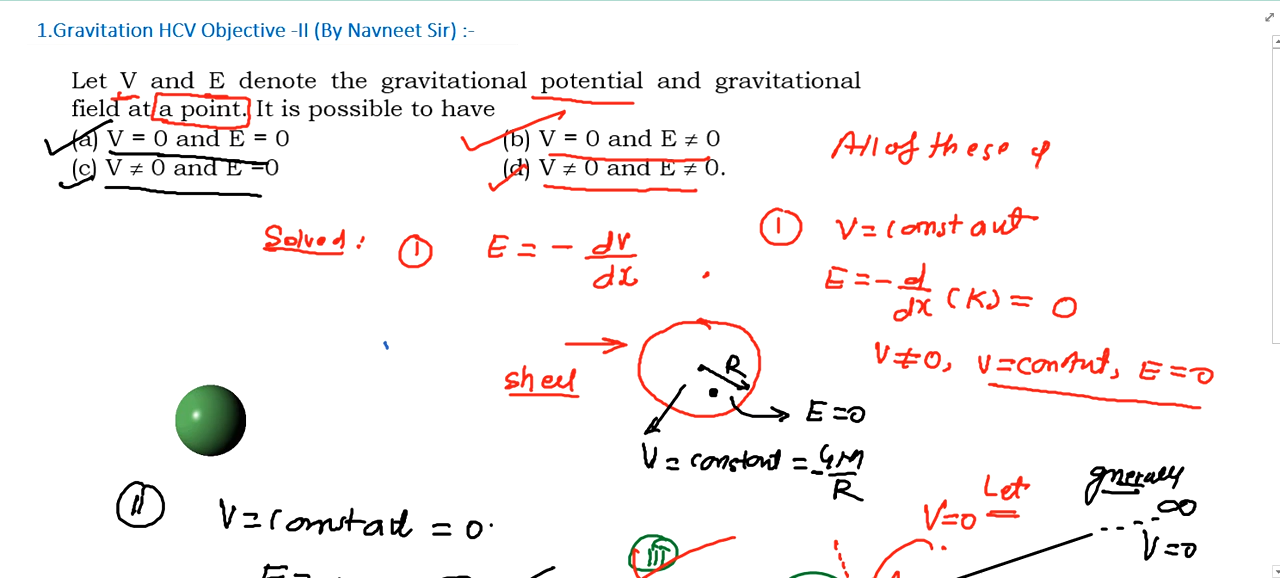 1.Gravitation HCV Objective -II (By Navneet Sir) :-
Let V and E denote the gravitational potential and gravitational
field at a point. It is possible to have
(a) V = 0 and E = 0 (b) V = 0 and E ≠ 0
(c) V ≠ 0 and E =0 (d) V ≠ 0 and E ≠ 0.
All of these
Solved : ① E = - dv/dx
① V = constant
E = - d/dx (K) = 0
V ≠ 0, V = constant, E = 0
shell
R
E = 0
V = constant = -GM/R
II V = constant = 0
III
Let
V=0
generally
∞
V=0
E =